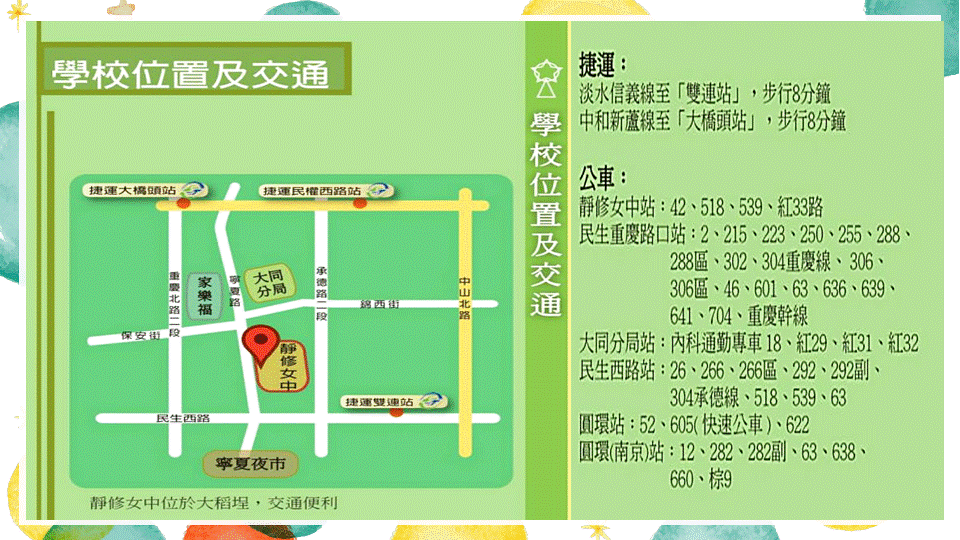 學校位置及交通
捷運大橋頭站
捷運民權西路站
重慶北路二段
家樂福
寧夏路
大同
分局
承德路二段
錦西街
中山北路
保安街
靜修女中
捷運雙連站
民生西路
寧夏夜市
靜修女中位於大稻埕，交通便利
學校位置及交通
捷運：
淡水信義線至「雙連站」，步行8分鐘
中和新蘆線至「大橋頭站」，步行8分鐘
公車：
靜修女中站：42、518、539、紅33路
民生重慶路口站：2、215、223、250、255、288、
288區、302、304重慶線、306、
306區、46、601、63、636、639、
641、704、重慶幹線
大同分局站：內科通勤專車 18、紅29、紅31、紅32
民生西路站：26、266、266區、292、292副、
304承德線、518、539、63
圓環站：52、605( 快速公車 )、622
圓環(南京)站：12、282、282副、63、638、
660、棕9